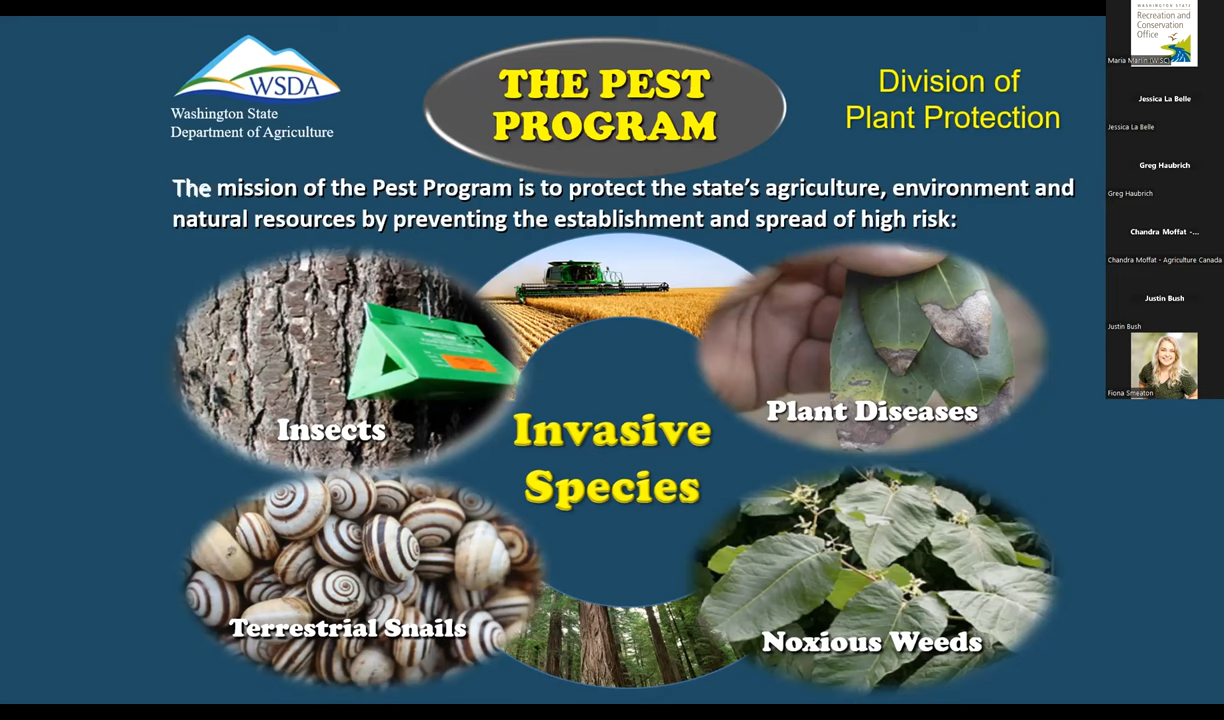 WSDA
Washington State
Department of Agriculture
THE PEST
PROGRAM
Division of
Plant Protection
The mission of the Pest Program is to protect the state's agriculture, environment and
natural resources by preventing the establishment and spread of high risk:
Insects
Plant Diseases
Invasive
Species
Terrestrial Snails
Noxious Weeds
WASHINGTON STATE
Recreation and
Conservation
Office
Maria Marlin (WISC)
Jessica La Belle
Jessica La Belle
Greg Haubrich
Greg Haubrich
Chandra Moffat -...
Chandra Moffat - Agriculture Canada
Justin Bush
Justin Bush
Fiona Smeaton